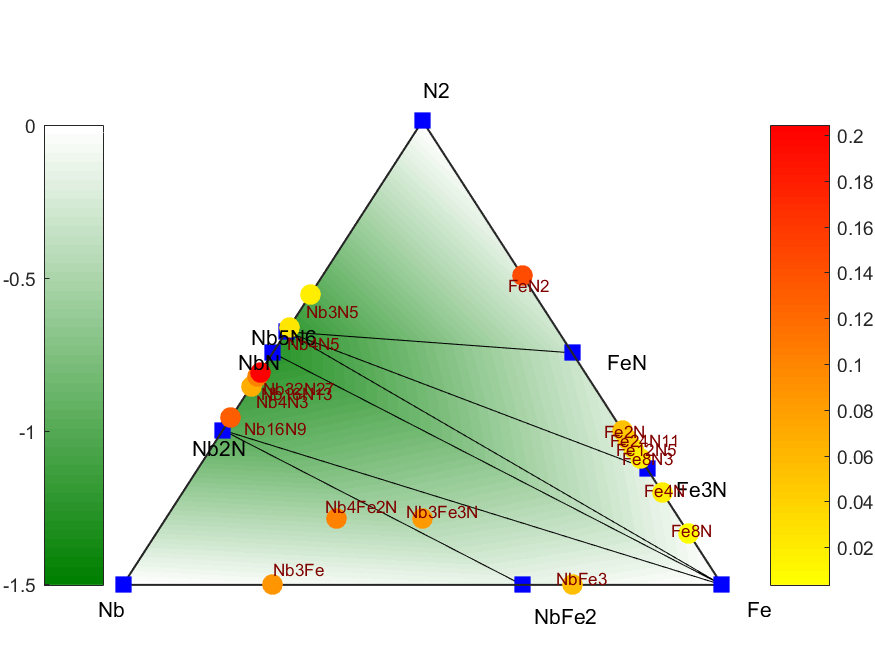 N2
0
0.2
0.18
0.16
-0.5
FeN2
0.14
Nb3N5
0.12
Nb5N6
Nb4N5
NbN
FeN
0.1
Nb32N27
Nb16N13
Nb4N3
0.08
-1
Nb16N9
Fe2N
Fe24N11
Nb2N
Fe12N5
Fe8N3
0.06
Fe4N
Fe3N
0.04
Nb4Fe2N
Nb3Fe3N
Fe8N
0.02
Nb3Fe
NbFe3
-1.5
Nb
NbFe2
Fe